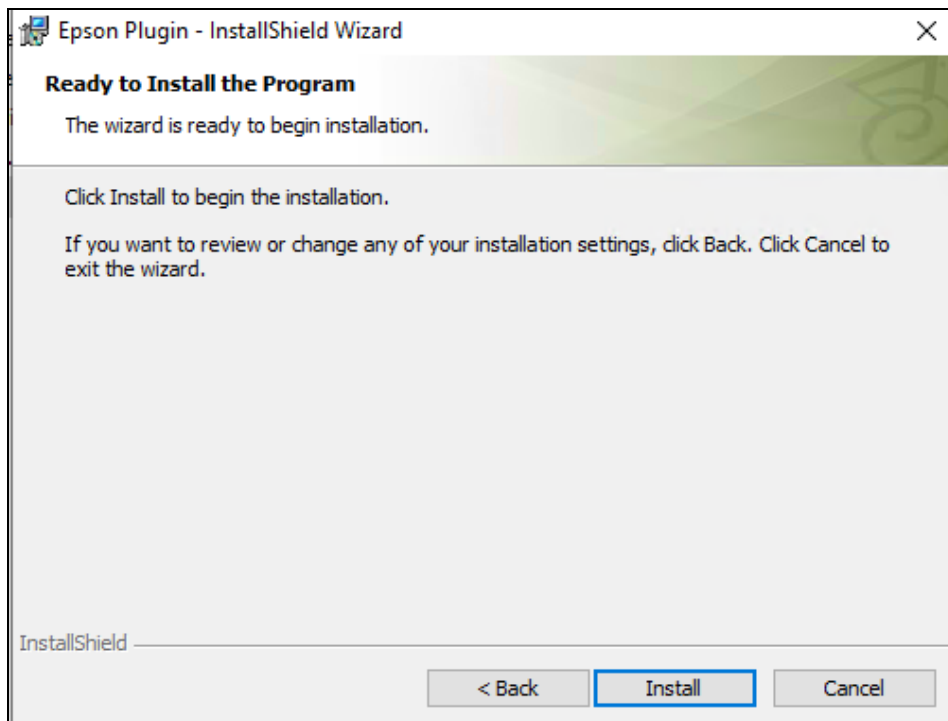 Epson Plugin - InstallShield Wizard
Ready to Install the Program
The wizard is ready to begin installation.
Click Install to begin the installation.
If you want to review or change any of your installation settings, click Back. Click Cancel to
exit the wizard.
InstallShield
< Back
Install
Cancel